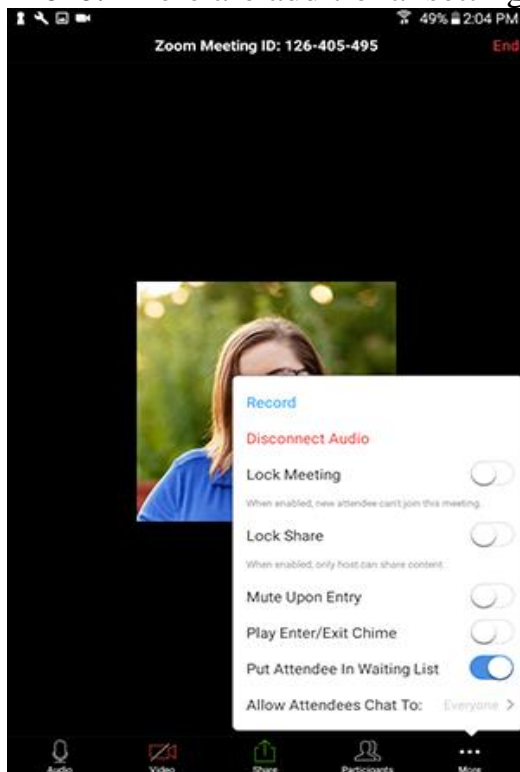 49% 2:04 PM
Zoom Meeting ID: 126-405-495
End
Record
Disconnect Audio
Lock Meeting
When enabled, new attendee can't join this meeting.
Lock Share
When enabled, only host can share content.
Mute Upon Entry
Play Enter/Exit Chime
Put Attendee In Waiting List
Allow Attendees Chat To: Everyone >
Audio Video Share Participants More